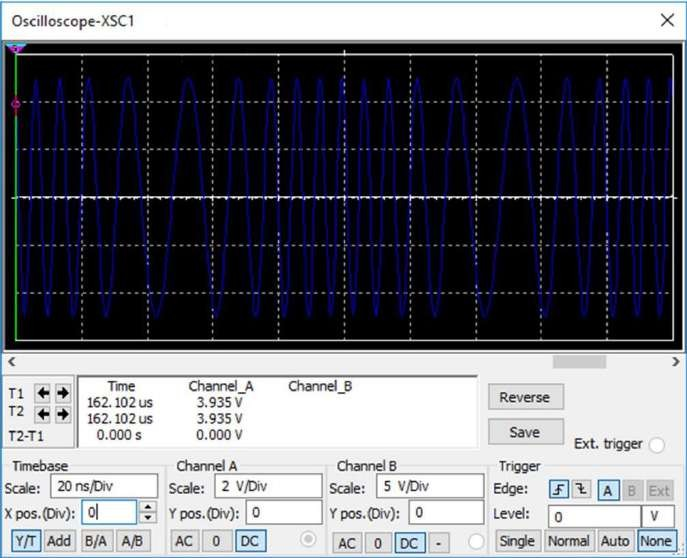 Oscilloscope-XSC1
Time Channel_A Channel_B
T1 162.102 us 3.935 V
T2 162.102 us 3.935 V
T2-T1 0.000 s 0.000 V
Reverse
Save
Ext. trigger
Timebase Channel A Channel B Trigger
Scale: 20 ns/Div Scale: 2 V/Div Scale: 5 V/Div Edge: A B Ext
X pos.(Div): 0 Y pos.(Div): 0 Y pos.(Div): 0 Level: 0 V
Y/T Add B/A A/B AC 0 DC AC 0 DC - Single Normal Auto None